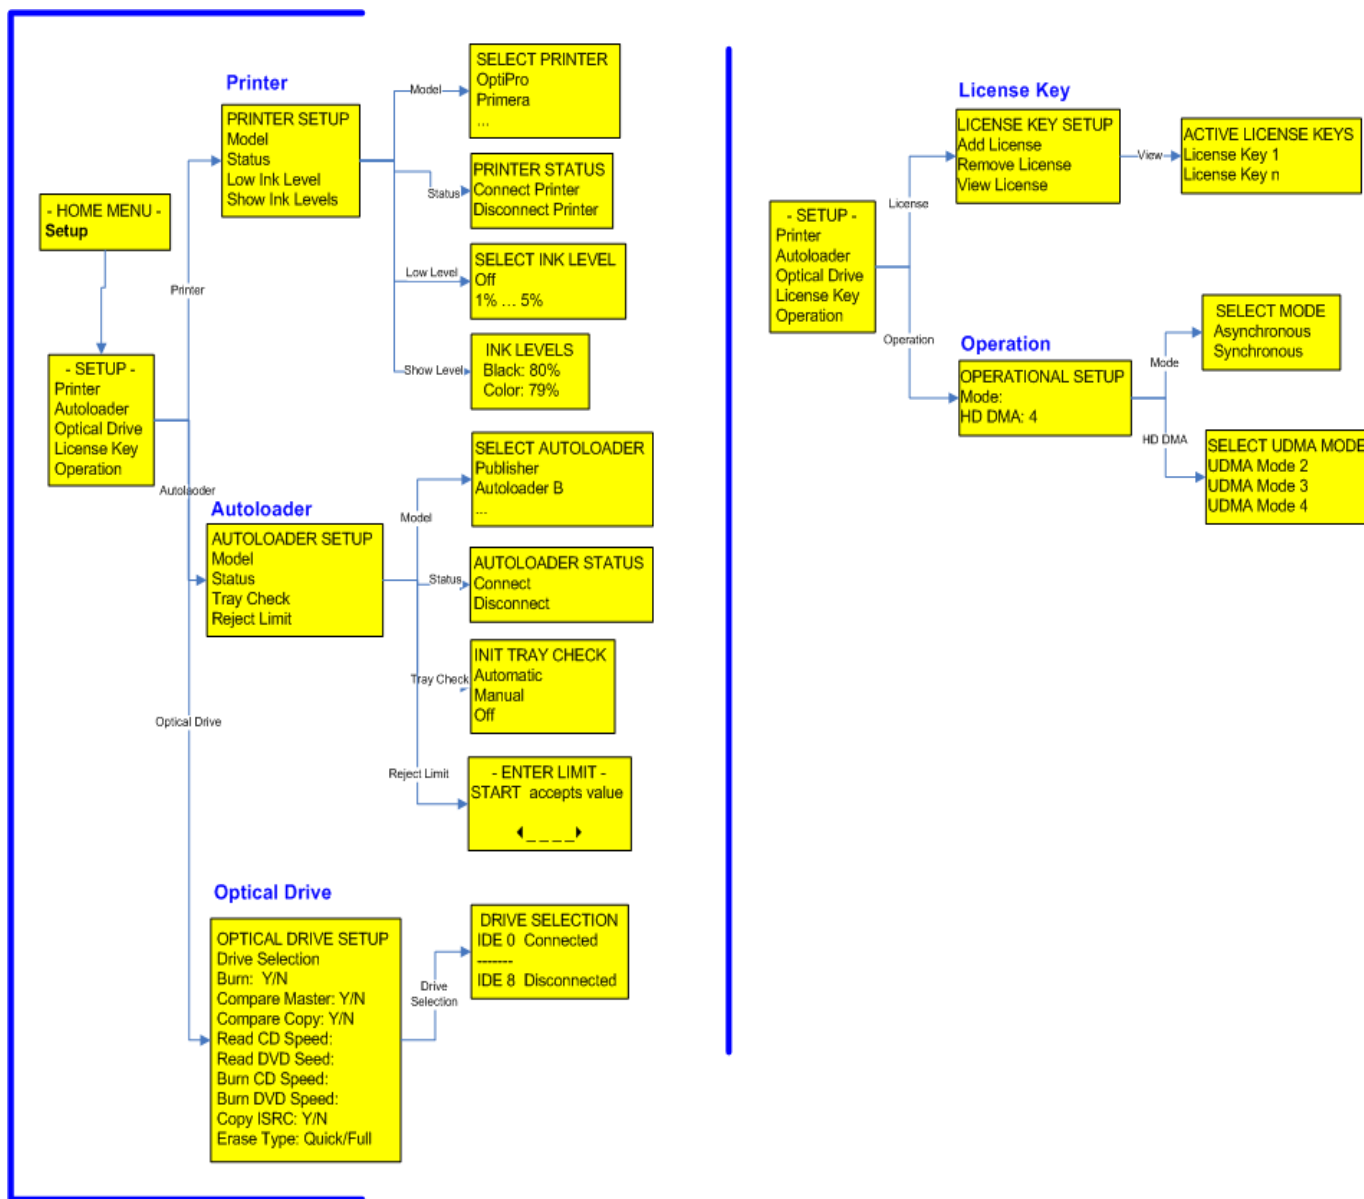 Printer
SELECT PRINTER
OptiPro
Primera
...
Model
PRINTER SETUP
Model
Status
Low Ink Level
Show Ink Levels
PRINTER STATUS
Connect Printer
Disconnect Printer
Status
- HOME MENU -
Setup
SELECT INK LEVEL
Off
1% ... 5%
Low Level
Printer
INK LEVELS
Black: 80%
Color: 79%
Show Level
- SETUP -
Printer
Autoloader
Optical Drive
License Key
Operation
Autolaoder
Autoloader
SELECT AUTOLOADER
Publisher
Autoloader B
...
Model
AUTOLOADER SETUP
Model
Status
Tray Check
Reject Limit
AUTOLOADER STATUS
Connect
Disconnect
Status
INIT TRAY CHECK
Automatic
Manual
Off
Tray Check
Optical Drive
Reject Limit
- ENTER LIMIT -
START accepts value
_ _ _ _
Optical Drive
OPTICAL DRIVE SETUP
Drive Selection
Burn: Y/N
Compare Master: Y/N
Compare Copy: Y/N
Read CD Speed:
Read DVD Seed:
Burn CD Speed:
Burn DVD Speed:
Copy ISRC: Y/N
Erase Type: Quick/Full
Drive
Selection
DRIVE SELECTION
IDE 0 Connected
-------
IDE 8 Disconnected
License Key
LICENSE KEY SETUP
Add License
Remove License
View License
View
ACTIVE LICENSE KEYS
License Key 1
License Key n
License
- SETUP -
Printer
Autoloader
Optical Drive
License Key
Operation
Operation
Operation
OPERATIONAL SETUP
Mode:
HD DMA: 4
Mode
SELECT MODE
Asynchronous
Synchronous
HD DMA
SELECT UDMA MODE
UDMA Mode 2
UDMA Mode 3
UDMA Mode 4